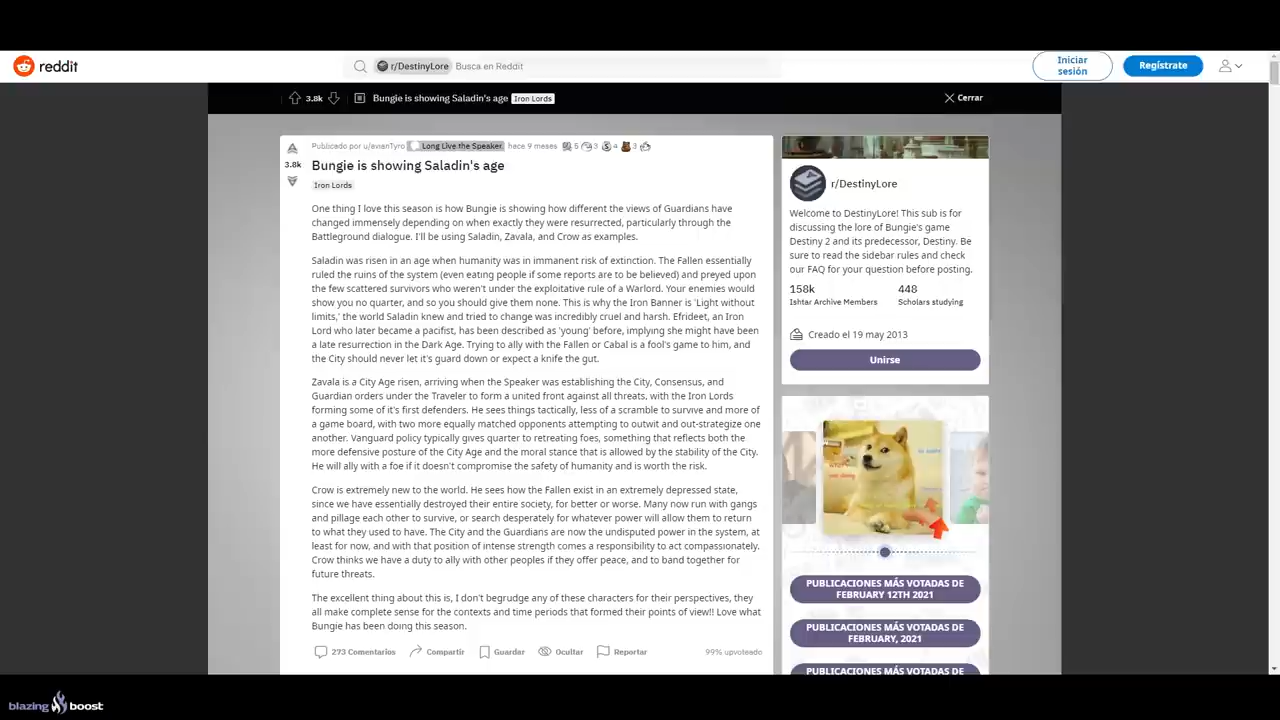 reddit
r/DestinyLore Busca en Reddit
Iniciar
sesión
Regístrate
3.8k Bungie is showing Saladin's age Iron Lords
Cerrar
Publicado por u/evianTyro Long Live the Speaker hace 9 meses 5 3 4 3
3.8k
Bungie is showing Saladin's age
Iron Lords
One thing I love this season is how Bungie is showing how different the views of Guardians have
changed immensely depending on when exactly they were resurrected, particularly through the
Battleground dialogue. I'll be using Saladin, Zavala, and Crow as examples.
Saladin was risen in an age when humanity was in immanent risk of extinction. The Fallen essentially
ruled the ruins of the system (even eating people if some reports are to be believed) and preyed upon
the few scattered survivors who weren't under the exploitative rule of a Warlord. Your enemies would
show you no quarter, and so you should give them none. This is why the Iron Banner is 'Light without
limits,' the world Saladin knew and tried to change was incredibly cruel and harsh. Efrideet, an Iron
Lord who later became a pacifist, has been described as 'young' before, implying she might have been
a late resurrection in the Dark Age. Trying to ally with the Fallen or Cabal is a fool's game to him, and
the City should never let it's guard down or expect a knife the gut.
Zavala is a City Age risen, arriving when the Speaker was establishing the City, Consensus, and
Guardian orders under the Traveler to form a united front against all threats, with the Iron Lords
forming some of it's first defenders. He sees things tactically, less of a scramble to survive and more of
a game board, with two more equally matched opponents attempting to outwit and out-strategize one
another. Vanguard policy typically gives quarter to retreating foes, something that reflects both the
more defensive posture of the City Age and the moral stance that is allowed by the stability of the City.
He will ally with a foe if it doesn't compromise the safety of humanity and is worth the risk.
Crow is extremely new to the world. He sees how the Fallen exist in an extremely depressed state,
since we have essentially destroyed their entire society, for better or worse. Many now run with gangs
and pillage each other to survive, or search desperately for whatever power will allow them to return
to what they used to have. The City and the Guardians are now the undisputed power in the system, at
least for now, and with that position of intense strength comes a responsibility to act compassionately.
Crow thinks we have a duty to ally with other peoples if they offer peace, and to band together for
future threats.
The excellent thing about this is, I don't begrudge any of these characters for their perspectives, they
all make complete sense for the contexts and time periods that formed their points of view!! Love what
Bungie has been doing this season.
273 Comentarios Compartir Guardar Ocultar Reportar 99% upvoteado
r/DestinyLore
Welcome to DestinyLore! This sub is for
discussing the lore of Bungie's game
Destiny 2 and its predecessor, Destiny. Be
sure to read the sidebar rules and check
our FAQ for your question before posting.
158k 448
Ishtar Archive Members Scholars studying
Creado el 19 may 2013
Unirse
PUBLICACIONES MÁS VOTADAS DE
FEBRUARY 12TH 2021
PUBLICACIONES MÁS VOTADAS DE
FEBRUARY, 2021
PUBLICACIONES MÁS VOTADAS DE
blazing boost